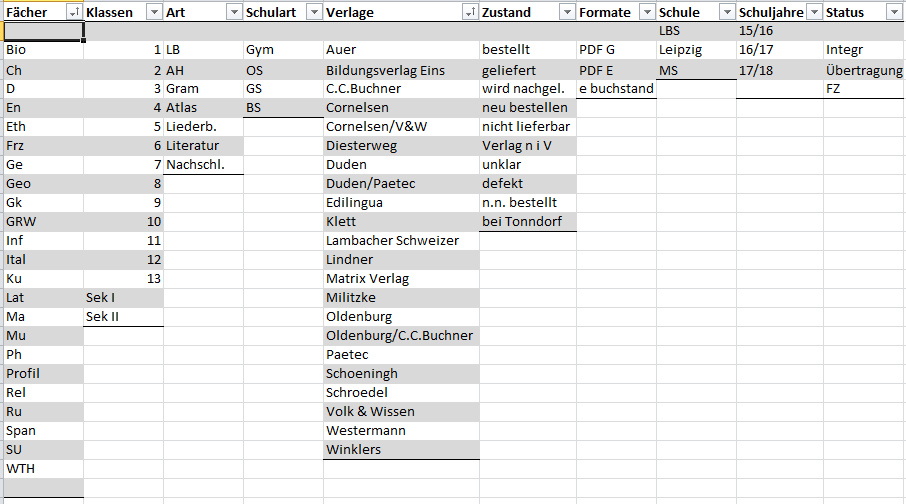 Fächer Klassen Art Schulart Verlage Zustand Formate Schule Schuljahre Status
LBS 15/16
Bio 1 LB Gym Auer bestellt PDF G Leipzig 16/17 Integr
Ch 2 AH OS Bildungsverlag Eins geliefert PDF E MS 17/18 Übertragung
D 3 Gram GS C.C.Buchner wird nachgel. e buchstand FZ
En 4 Atlas BS Cornelsen neu bestellen
Eth 5 Liederb. Cornelsen/V&W nicht lieferbar
Frz 6 Literatur Diesterweg Verlag n i V
Ge 7 Nachschl. Duden unklar
Geo 8 Duden/Paetec defekt
Gk 9 Edilingua n.n. bestellt
GRW 10 Klett bei Tonndorf
Inf 11 Lambacher Schweizer
Ital 12 Lindner
Ku 13 Matrix Verlag
Lat Sek I Militzke
Ma Sek II Oldenburg
Mu Oldenburg/C.C.Buchner
Ph Paetec
Profil Schoeningh
Rel Schroedel
Ru Volk & Wissen
Span Westermann
SU Winklers
WTH